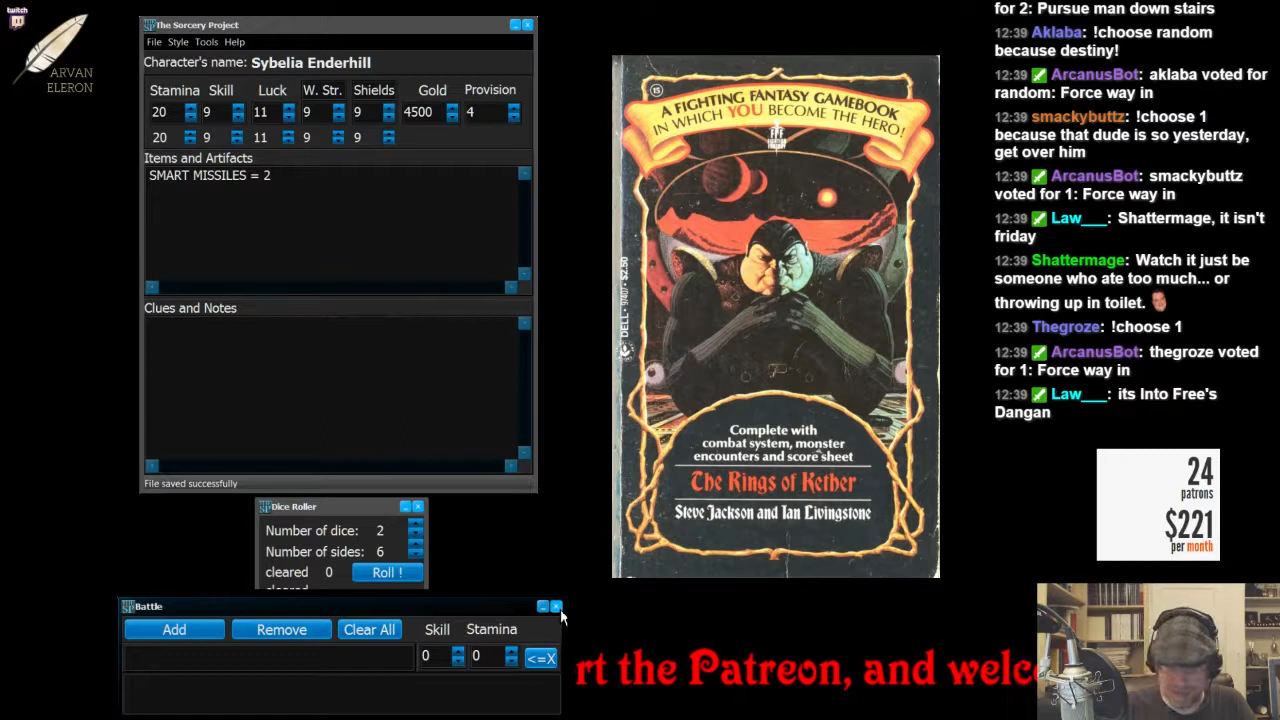 twitch
ARVAN
ELERON
The Sorcery Project
File Style Tools Help
Character's name: Sybelia Enderhill
Stamina Skill Luck W. Str. Shields Gold Provision
20 9 11 9 9 4500 4
20 9 11 9 9
Items and Artifacts
SMART MISSILES = 2
Clues and Notes
File saved successfully
Dice Roller
Number of dice: 2
Number of sides: 6
cleared 0 Roll !
cleared
Battle
Add Remove Clear All Skill Stamina
0 0 <=X
15
A FIGHTING FANTASY GAMEBOOK
IN WHICH YOU BECOME THE HERO!
DELL • 97407 • $2.50
Complete with
combat system, monster
encounters and score sheet
The Rings of Kether
Steve Jackson and Ian Livingstone
rt the Patreon, and welco
for 2: Pursue man down stairs
12:39 Aklaba: !choose random
because destiny!
12:39 ArcanusBot: aklaba voted for
random: Force way in
12:39 smackybuttz: !choose 1
because that dude is so yesterday,
get over him
12:39 ArcanusBot: smackybuttz
voted for 1: Force way in
12:39 Law___: Shattermage, it isn't
friday
12:39 Shattermage: Watch it just be
someone who ate too much... or
throwing up in toilet.
12:39 Thegroze: !choose 1
12:39 ArcanusBot: thegroze voted
for 1: Force way in
12:39 Law___: its Into Free's
Dangan
24
patrons
$221
per month